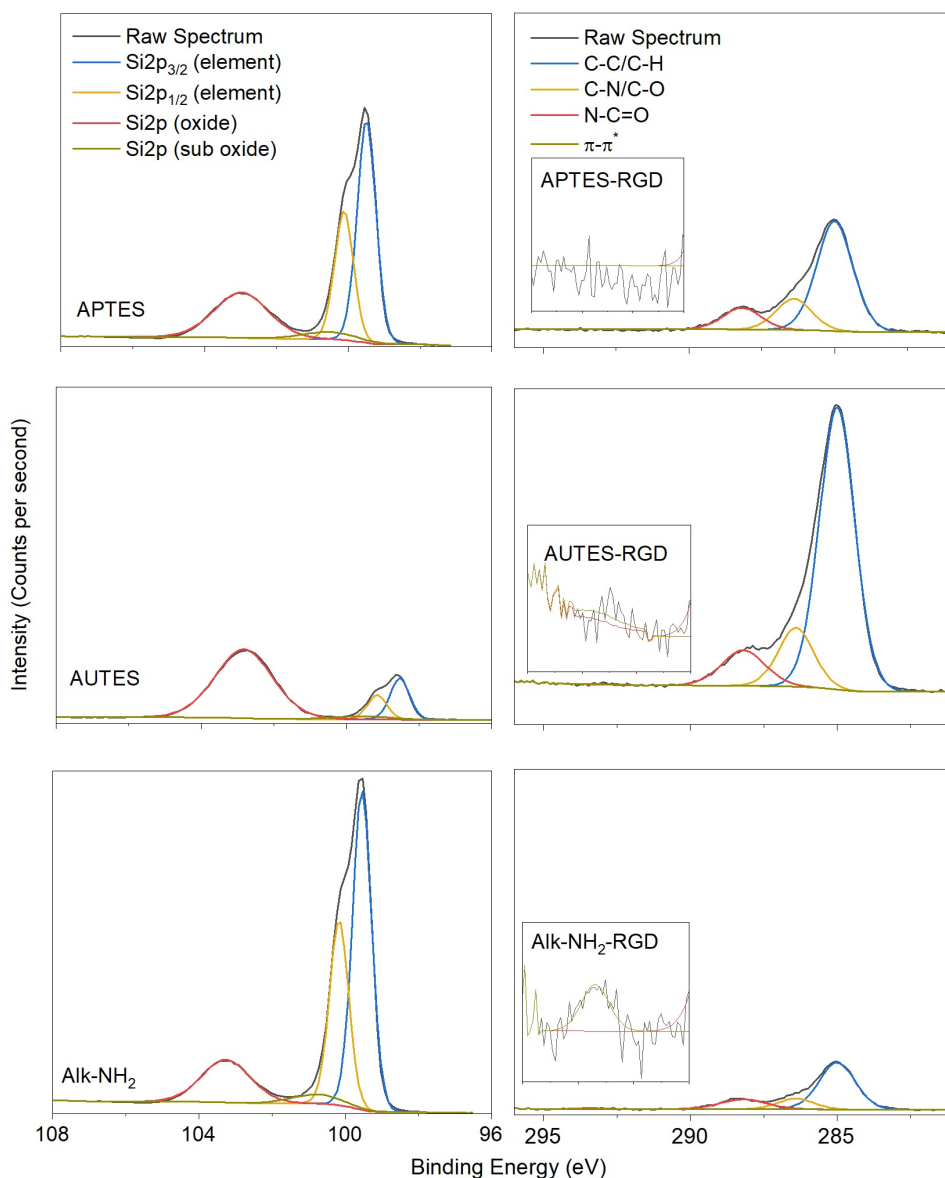 Raw Spectrum
Si2p3/2 (element)
Si2p1/2 (element)
Si2p (oxide)
Si2p (sub oxide)
APTES
Raw Spectrum
C-C/C-H
C-N/C-O
N-C=O
π-π*
APTES-RGD
AUTES
AUTES-RGD
Alk-NH2
Alk-NH2-RGD
Intensity (Counts per second)
108
104
100
96
295
290
285
Binding Energy (eV)